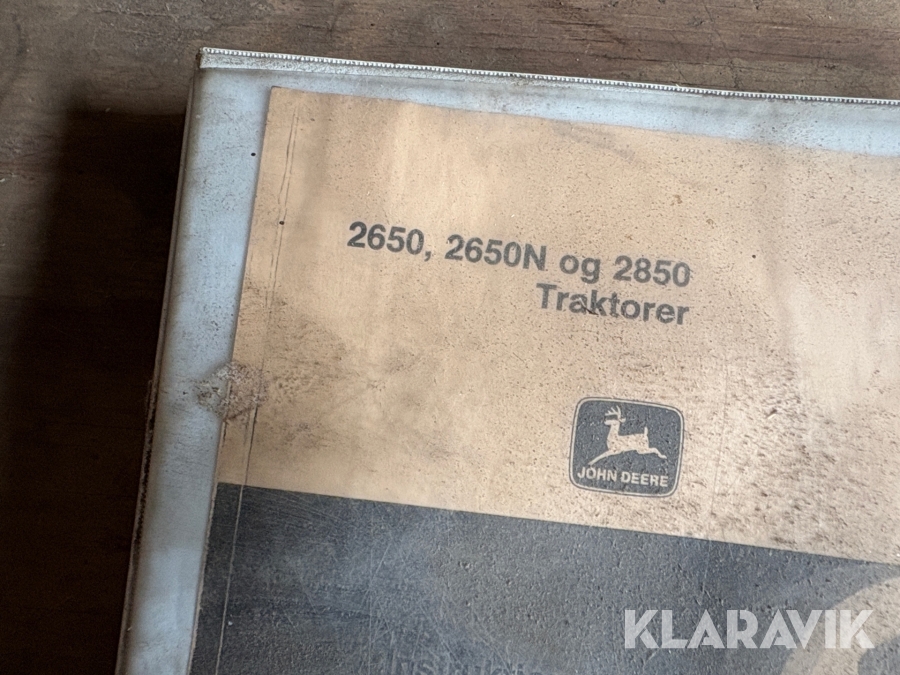 2650, 2650N og 2850
Traktorer
JOHN DEERE
KLARAVIK